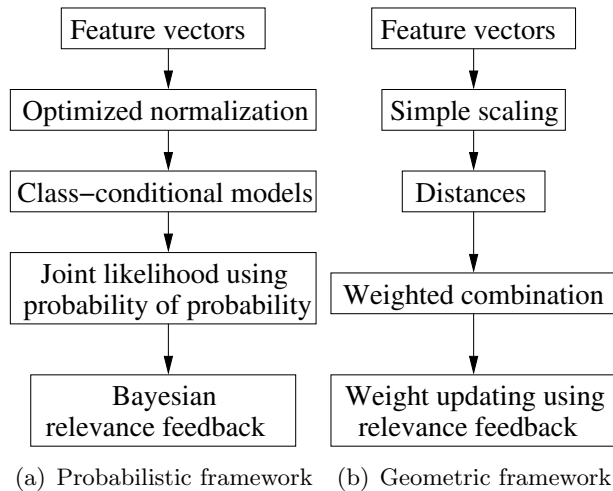 Feature vectors
Optimized normalization
Class−conditional models
Joint likelihood using
probability of probability
Bayesian
relevance feedback
(a) Probabilistic framework
Feature vectors
Simple scaling
Distances
Weighted combination
Weight updating using
relevance feedback
(b) Geometric framework